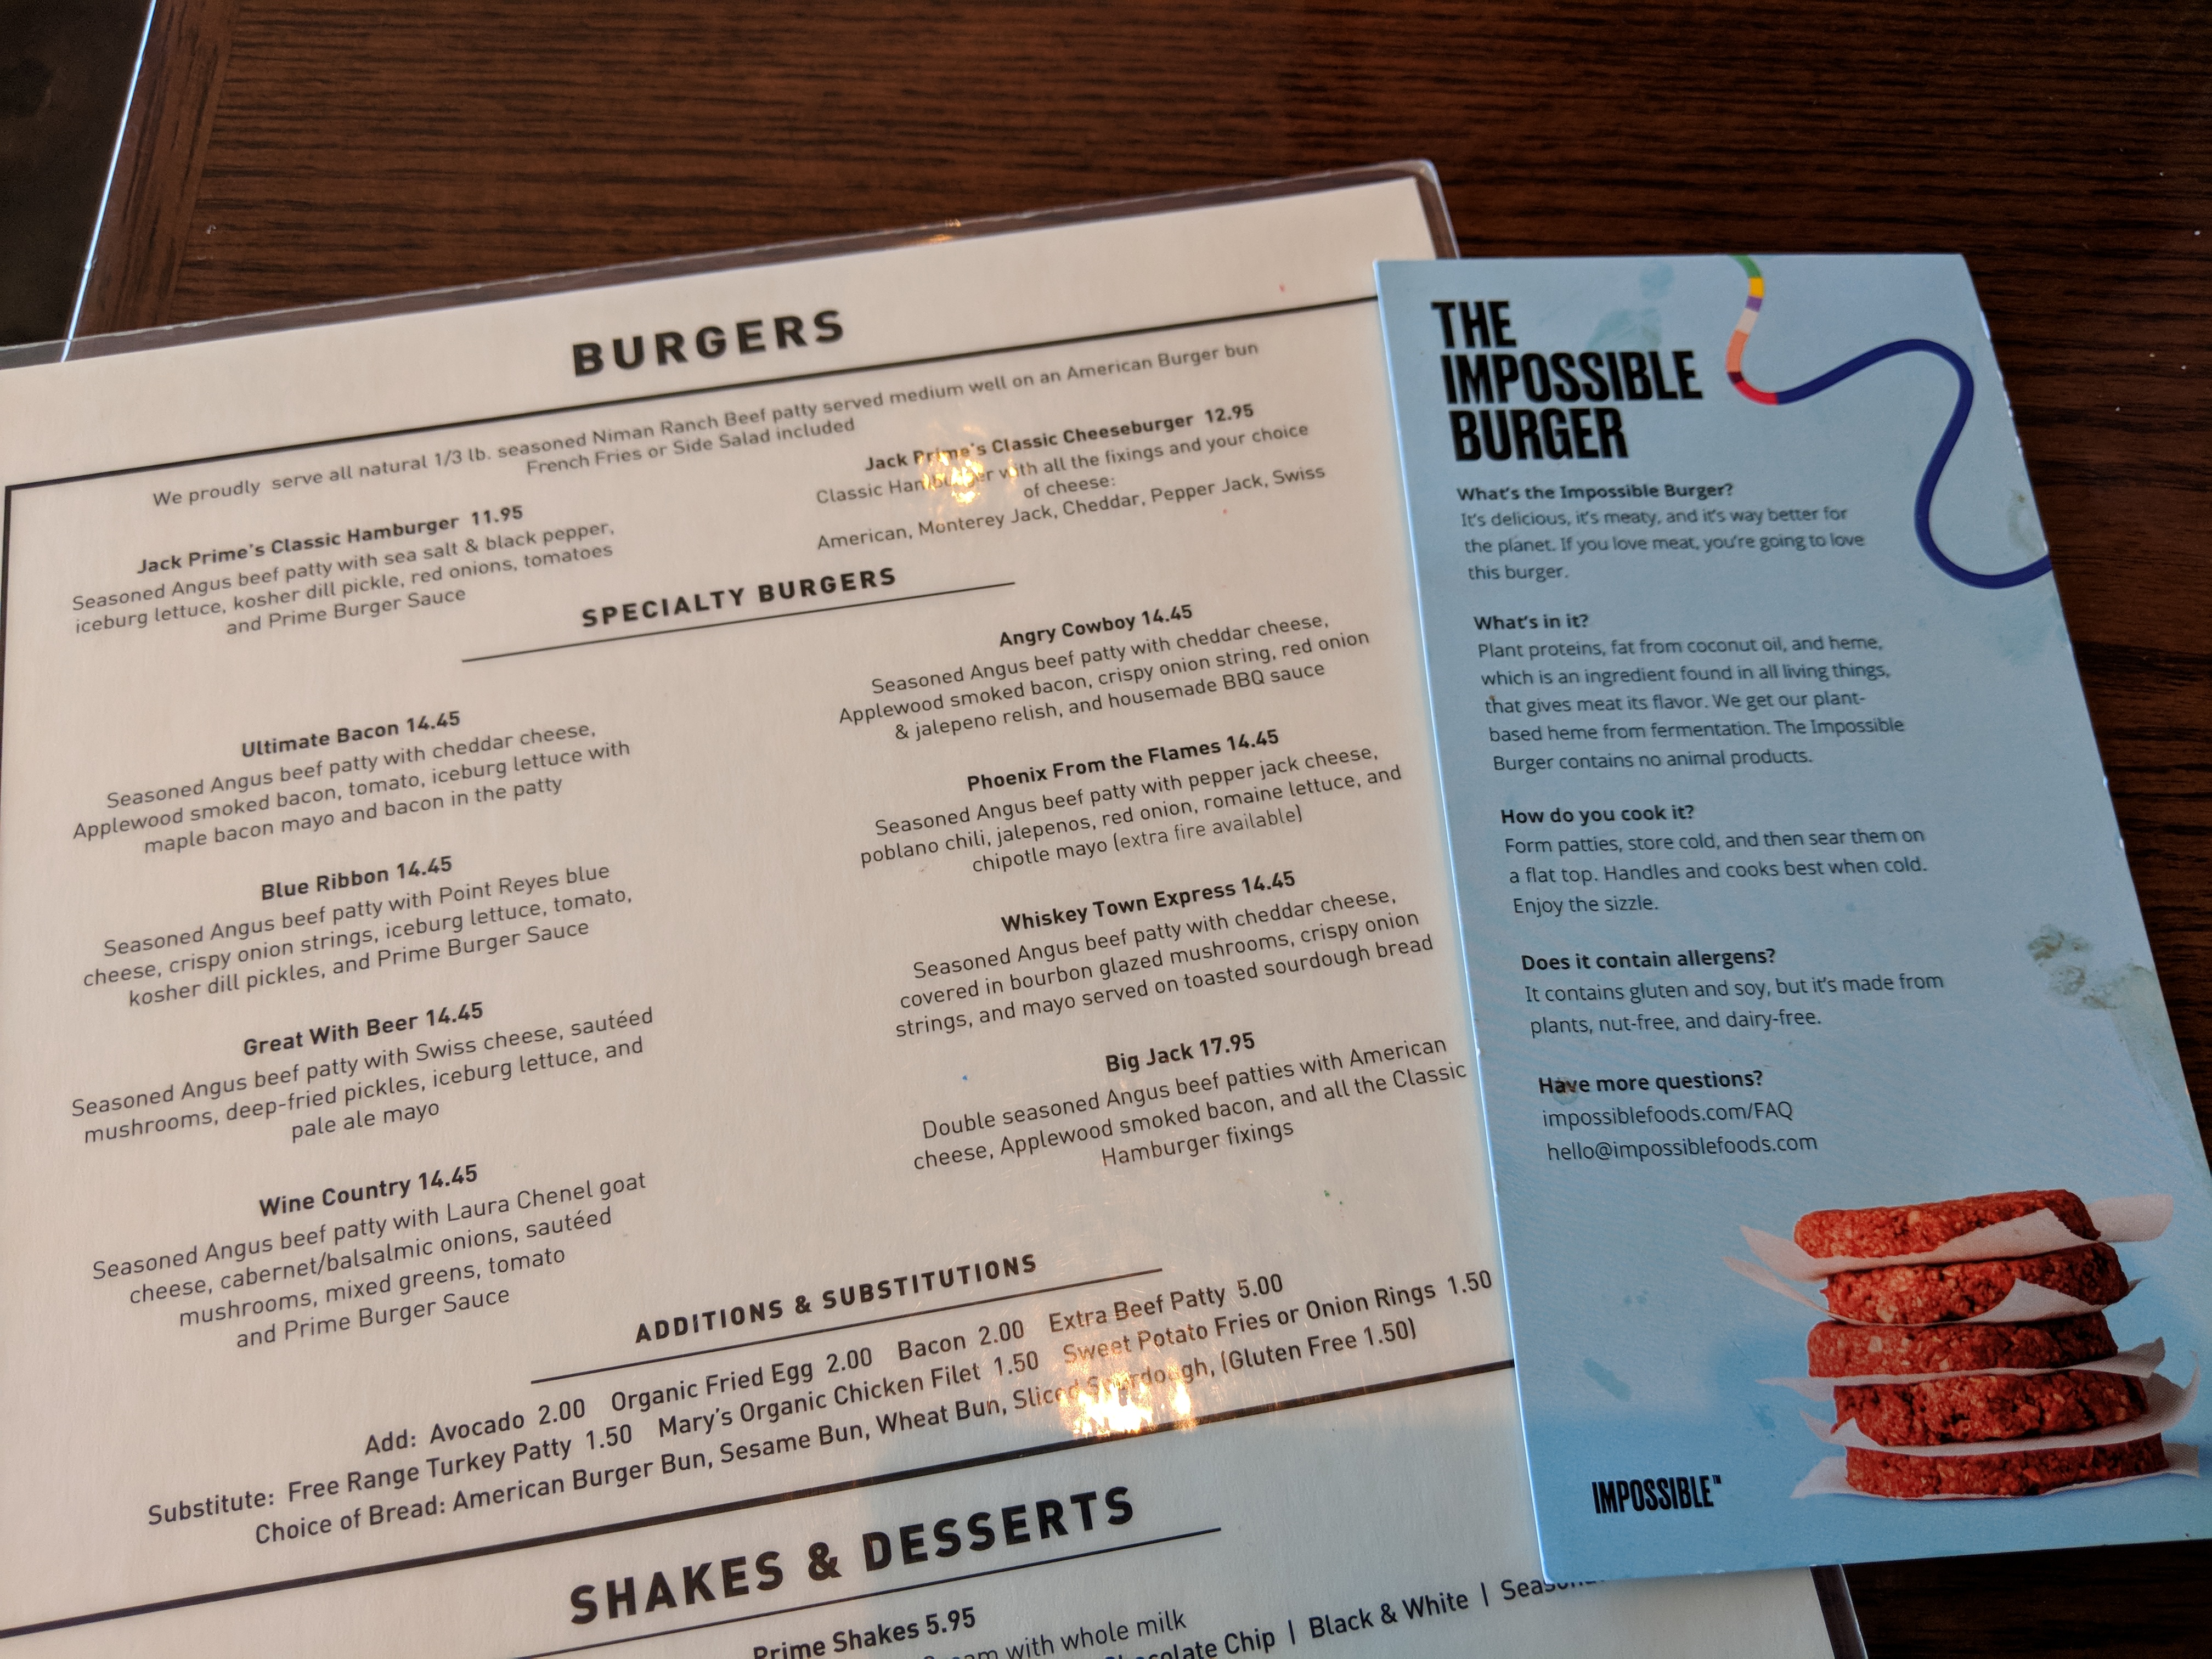 BURGERS
We proudly serve all natural 1/3 lb. seasoned Niman Ranch Beef patty served medium well on an American Burger bun
French Fries or Side Salad included
Jack Prime's Classic Hamburger 11.95
Seasoned Angus beef patty with sea salt & black pepper,
iceburg lettuce, kosher dill pickle, red onions, tomatoes
and Prime Burger Sauce
Jack Prime's Classic Cheeseburger 12.95
Classic Hamburger with all the fixings and your choice
of cheese:
American, Monterey Jack, Cheddar, Pepper Jack, Swiss
SPECIALTY BURGERS
Ultimate Bacon 14.45
Seasoned Angus beef patty with cheddar cheese,
Applewood smoked bacon, tomato, iceburg lettuce with
maple bacon mayo and bacon in the patty
Blue Ribbon 14.45
Seasoned Angus beef patty with Point Reyes blue
cheese, crispy onion strings, iceburg lettuce, tomato,
kosher dill pickles, and Prime Burger Sauce
Great With Beer 14.45
Seasoned Angus beef patty with Swiss cheese, sautéed
mushrooms, deep-fried pickles, iceburg lettuce, and
pale ale mayo
Wine Country 14.45
Seasoned Angus beef patty with Laura Chenel goat
cheese, cabernet/balsalmic onions, sautéed
mushrooms, mixed greens, tomato
and Prime Burger Sauce
Angry Cowboy 14.45
Seasoned Angus beef patty with cheddar cheese,
Applewood smoked bacon, crispy onion string, red onion
& jalepeno relish, and housemade BBQ sauce
Phoenix From the Flames 14.45
Seasoned Angus beef patty with pepper jack cheese,
poblano chili, jalepenos, red onion, romaine lettuce, and
chipotle mayo (extra fire available)
Whiskey Town Express 14.45
Seasoned Angus beef patty with cheddar cheese,
covered in bourbon glazed mushrooms, crispy onion
strings, and mayo served on toasted sourdough bread
Big Jack 17.95
Double seasoned Angus beef patties with American
cheese, Applewood smoked bacon, and all the Classic
Hamburger fixings
ADDITIONS & SUBSTITUTIONS
Add: Avocado 2.00 Organic Fried Egg 2.00 Bacon 2.00 Extra Beef Patty 5.00
Substitute: Free Range Turkey Patty 1.50 Mary's Organic Chicken Filet 1.50 Sweet Potato Fries or Onion Rings 1.50
Choice of Bread: American Burger Bun, Sesame Bun, Wheat Bun, Sliced Sourdough, (Gluten Free 1.50)
SHAKES & DESSERTS
Prime Shakes 5.95
with whole milk
Chocolate Chip | Black & White |
THE
IMPOSSIBLE
BURGER
What's the Impossible Burger?
It's delicious, it's meaty, and it's way better for
the planet. If you love meat, you're going to love
this burger.
What's in it?
Plant proteins, fat from coconut oil, and heme,
which is an ingredient found in all living things,
that gives meat its flavor. We get our plant-
based heme from fermentation. The Impossible
Burger contains no animal products.
How do you cook it?
Form patties, store cold, and then sear them on
a flat top. Handles and cooks best when cold.
Enjoy the sizzle.
Does it contain allergens?
It contains gluten and soy, but it's made from
plants, nut-free, and dairy-free.
Have more questions?
impossiblefoods.com/FAQ
hello@impossiblefoods.com
IMPOSSIBLE™